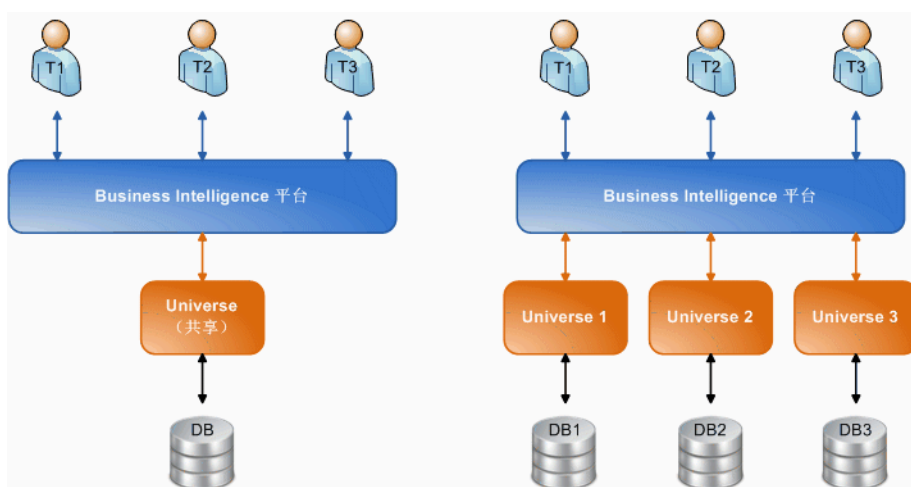 T1
T2
T3
Business Intelligence 平台
Universe
（共享）
DB
T1
T2
T3
Business Intelligence 平台
Universe 1
Universe 2
Universe 3
DB1
DB2
DB3